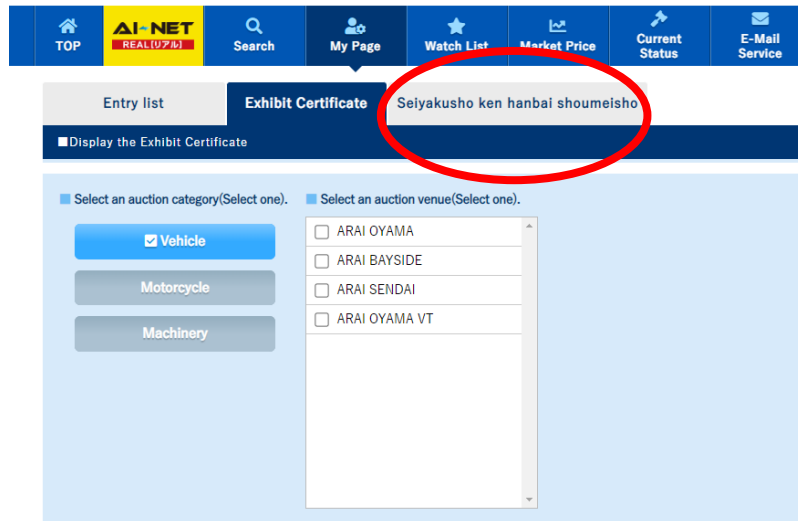 TOP
AI-NET
REAL[リアル]
Search
My Page
Watch List
Market Price
Current
Status
E-Mail
Service
Entry list
Exhibit Certificate
Seiyakusho ken hanbai shoumeisho
■Display the Exhibit Certificate
Select an auction category(Select one).
Select an auction venue(Select one).
Vehicle
Motorcycle
Machinery
ARAI OYAMA
ARAI BAYSIDE
ARAI SENDAI
ARAI OYAMA VT